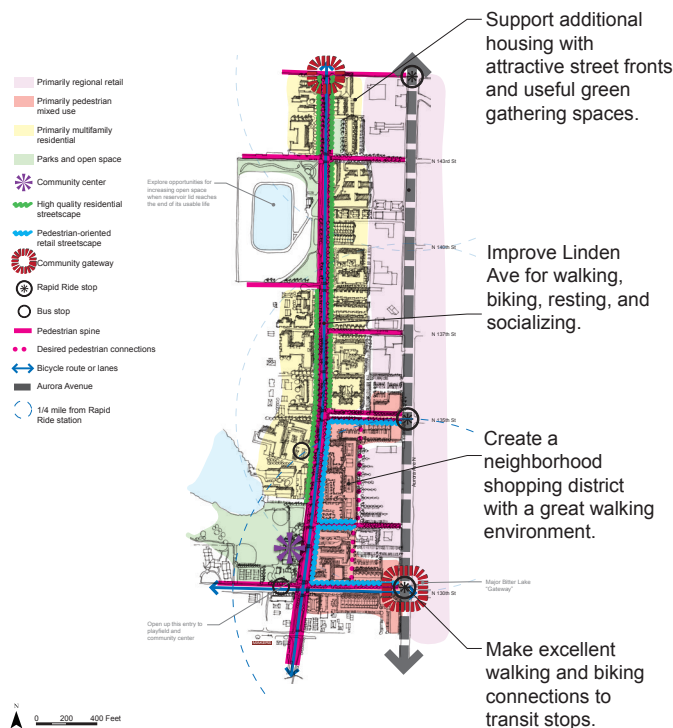 Support additional
housing with
attractive street fronts
and useful green
gathering spaces.
Primarily regional retail
Primarily pedestrian
mixed use
Primarily multifamily
residential
Parks and open space
Community center
High quality residential
streetscape
Pedestrian-oriented
retail streetscape
Community gateway
Rapid Ride stop
Bus stop
Pedestrian spine
Desired pedestrian connections
Bicycle route or lanes
Aurora Avenue
1/4 mile from Rapid
Ride station
Explore opportunities for
increasing open space
when reservoir lid reaches
the end of its usable life
N 143rd St
N 140th St
Improve Linden
Ave for walking,
biking, resting, and
socializing.
N 137th St
N 135th St
Aurora Ave N
Create a
neighborhood
shopping district
with a great walking
environment.
Major Bitter Lake
"Gateway"
N 130th St
Open up this entry to
playfield and
community center
Make excellent
walking and biking
connections to
transit stops.
N
0 200 400 Feet